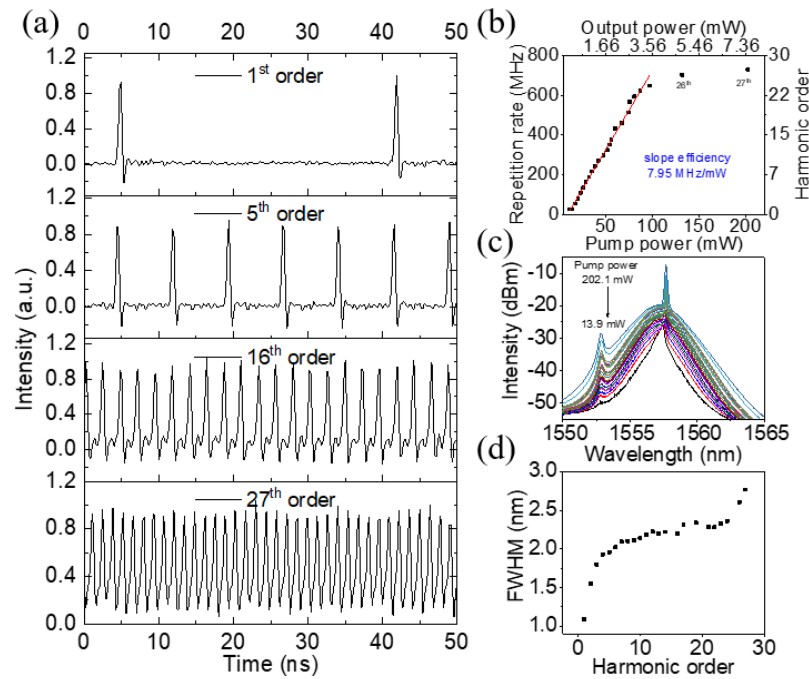 (a)
0 10 20 30 40 50
1.2
0.8
0.4
0.0
1st order
1.2
0.8
0.4
0.0
5th order
1.2
0.8
0.4
0.0
16th order
1.2
0.8
0.4
0.0
27th order
Intensity (a.u.)
0 10 20 30 40 50
Time (ns)
(b)
Output power (mW)
1.66 3.56 5.46 7.36
800
600
400
200
0
Repetition rate (MHz)
26th
27th
slope efficiency
7.95 MHz/mW
30
23
15
8
0
Harmonic order
50 100 150 200
Pump power (mW)
(c)
-10
-20
-30
-40
-50
Intensity (dBm)
Pump power
202.1 mW
13.9 mW
1550 1555 1560 1565
Wavelength (nm)
(d)
3.0
2.5
2.0
1.5
1.0
FWHM (nm)
0 10 20 30
Harmonic order